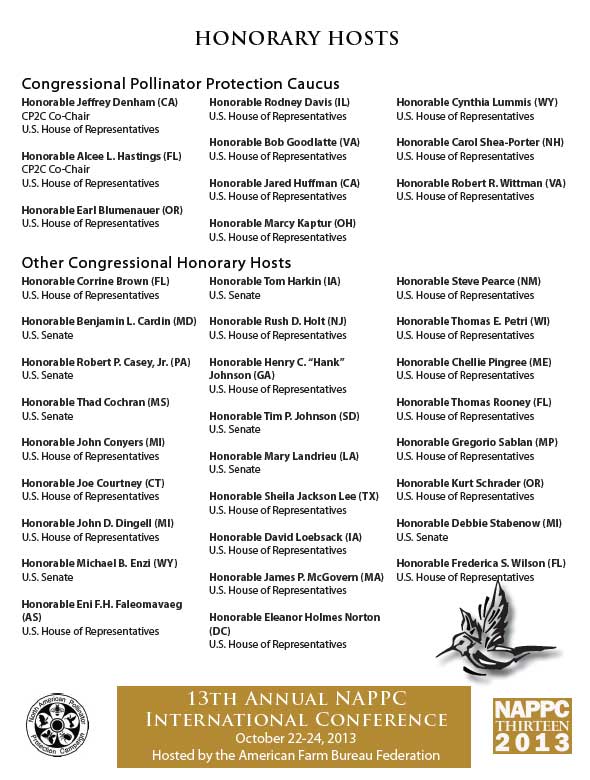 HONORARY HOSTS
Congressional Pollinator Protection Caucus
Honorable Jeffrey Denham (CA)
CP2C Co-Chair
U.S. House of Representatives
Honorable Alcee L. Hastings (FL)
CP2C Co-Chair
U.S. House of Representatives
Honorable Earl Blumenauer (OR)
U.S. House of Representatives
Honorable Rodney Davis (IL)
U.S. House of Representatives
Honorable Bob Goodlatte (VA)
U.S. House of Representatives
Honorable Jared Huffman (CA)
U.S. House of Representatives
Honorable Marcy Kaptur (OH)
U.S. House of Representatives
Honorable Cynthia Lummis (WY)
U.S. House of Representatives
Honorable Carol Shea-Porter (NH)
U.S. House of Representatives
Honorable Robert R. Wittman (VA)
U.S. House of Representatives
Other Congressional Honorary Hosts
Honorable Corrine Brown (FL)
U.S. House of Representatives
Honorable Benjamin L. Cardin (MD)
U.S. Senate
Honorable Robert P. Casey, Jr. (PA)
U.S. Senate
Honorable Thad Cochran (MS)
U.S. Senate
Honorable John Conyers (MI)
U.S. House of Representatives
Honorable Joe Courtney (CT)
U.S. House of Representatives
Honorable John D. Dingell (MI)
U.S. House of Representatives
Honorable Michael B. Enzi (WY)
U.S. Senate
Honorable Eni F.H. Faleomavaeg
(AS)
U.S. House of Representatives
Honorable Tom Harkin (IA)
U.S. Senate
Honorable Rush D. Holt (NJ)
U.S. House of Representatives
Honorable Henry C. “Hank”
Johnson (GA)
U.S. House of Representatives
Honorable Tim P. Johnson (SD)
U.S. Senate
Honorable Mary Landrieu (LA)
U.S. Senate
Honorable Sheila Jackson Lee (TX)
U.S. House of Representatives
Honorable David Loebsack (IA)
U.S. House of Representatives
Honorable James P. McGovern (MA)
U.S. House of Representatives
Honorable Eleanor Holmes Norton
(DC)
U.S. House of Representatives
Honorable Steve Pearce (NM)
U.S. House of Representatives
Honorable Thomas E. Petri (WI)
U.S. House of Representatives
Honorable Chellie Pingree (ME)
U.S. House of Representatives
Honorable Thomas Rooney (FL)
U.S. House of Representatives
Honorable Gregorio Sablan (MP)
U.S. House of Representatives
Honorable Kurt Schrader (OR)
U.S. House of Representatives
Honorable Debbie Stabenow (MI)
U.S. Senate
Honorable Frederica S. Wilson (FL)
U.S. House of Representatives
North American Pollinator
Protection Campaign
13TH ANNUAL NAPPC
INTERNATIONAL CONFERENCE
October 22-24, 2013
Hosted by the American Farm Bureau Federation
NAPPC
THIRTEEN
2013